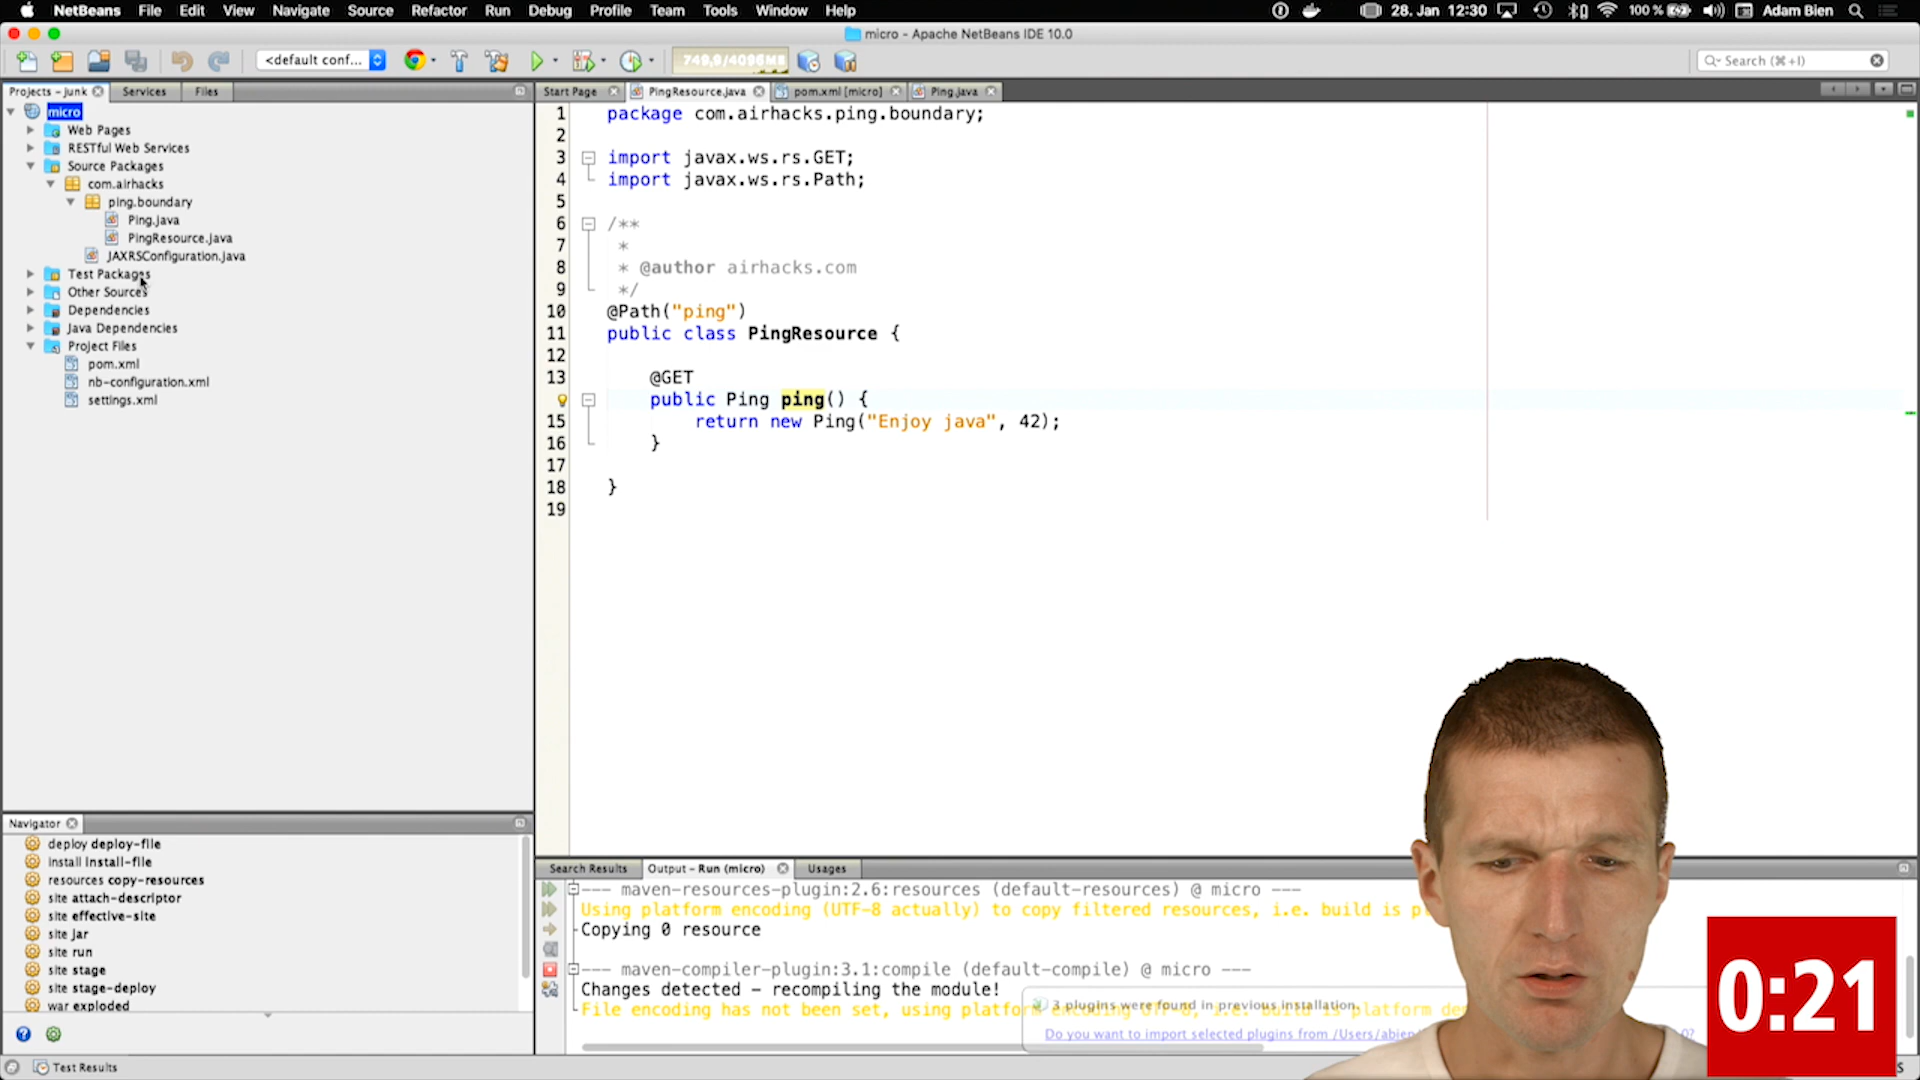 NetBeans File Edit View Navigate Source Refactor Run Debug Profile Team Tools Window Help 28. Jan 12:30 100 % Adam Bien
micro - Apache NetBeans IDE 10.0
<default conf... 749,9/4096MB Search (⌘+I)
Projects - junk Services Files
micro
Web Pages
RESTful Web Services
Source Packages
com.airhacks
ping.boundary
Ping.java
PingResource.java
JAXRSConfiguration.java
Test Packages
Other Sources
Dependencies
Java Dependencies
Project Files
pom.xml
nb-configuration.xml
settings.xml
Start Page PingResource.java pom.xml [micro] Ping.java
1 package com.airhacks.ping.boundary;
2
3 import javax.ws.rs.GET;
4 import javax.ws.rs.Path;
5
6 /**
7 *
8 * @author airhacks.com
9 */
10 @Path("ping")
11 public class PingResource {
12
13 @GET
public Ping ping() {
15 return new Ping("Enjoy java", 42);
16 }
17
18 }
19
Navigator
deploy deploy-file
install install-file
resources copy-resources
site attach-descriptor
site effective-site
site jar
site run
site stage
site stage-deploy
war exploded
Search Results Output - Run (micro) Usages
--- maven-resources-plugin:2.6:resources (default-resources) @ micro ---
Using platform encoding (UTF-8 actually) to copy filtered resources, i.e. build is
Copying 0 resource
--- maven-compiler-plugin:3.1:compile (default-compile) @ micro ---
Changes detected - recompiling the module!
File encoding has not been set, using platform encoding UTF-8, i.e. build is platform
3 plugins were found in previous installation.
Do you want to import selected plugins from
Test Results
0:21